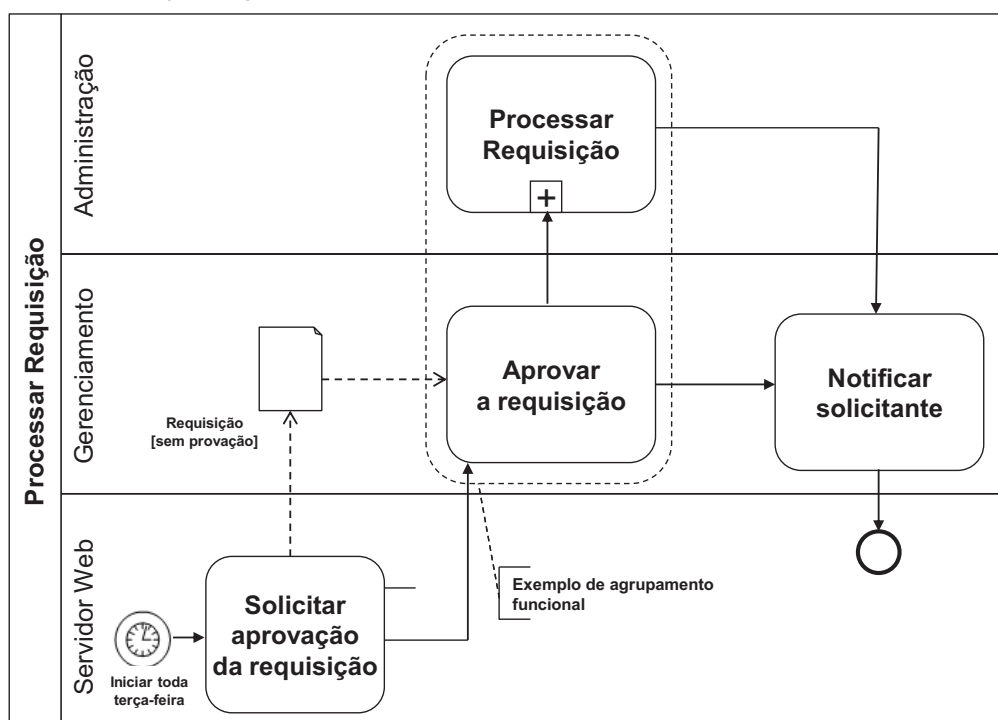 Processar Requisição
Administração
Processar
Requisição
Gerenciamento
Requisição
[sem provação]
Aprovar
a requisição
Notificar
solicitante
Servidor Web
Iniciar toda
terça-feira
Solicitar
aprovação
da requisição
Exemplo de agrupamento
funcional